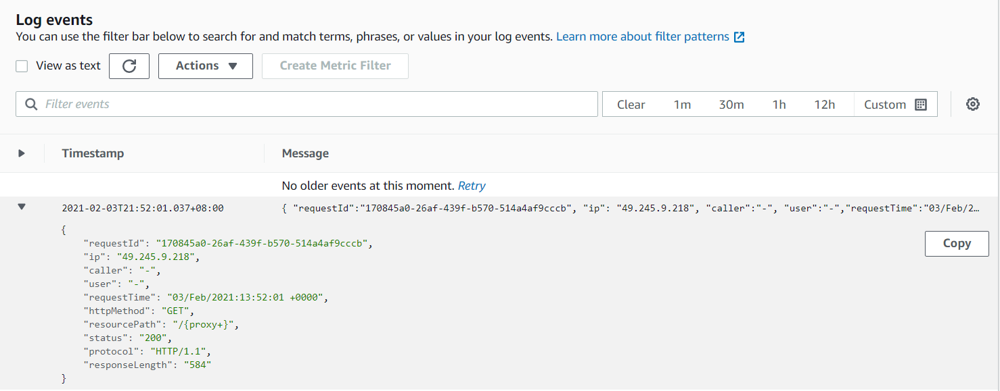 Log events
You can use the filter bar below to search for and match terms, phrases, or values in your log events. Learn more about filter patterns
View as text Actions Create Metric Filter
Filter events Clear 1m 30m 1h 12h Custom
Timestamp Message
No older events at this moment. Retry
2021-02-03T21:52:01.037+08:00 { "requestId":"170845a0-26af-439f-b570-514a4af9cccb", "ip": "49.245.9.218", "caller":"-", "user":"-","requestTime":"03/Feb/2…
{
"requestId": "170845a0-26af-439f-b570-514a4af9cccb",
Copy
"ip": "49.245.9.218",
"caller": "-",
"user": "-",
"requestTime": "03/Feb/2021:13:52:01 +0000",
"httpMethod": "GET",
"resourcePath": "/{proxy+}",
"status": "200",
"protocol": "HTTP/1.1",
"responseLength": "584"
}